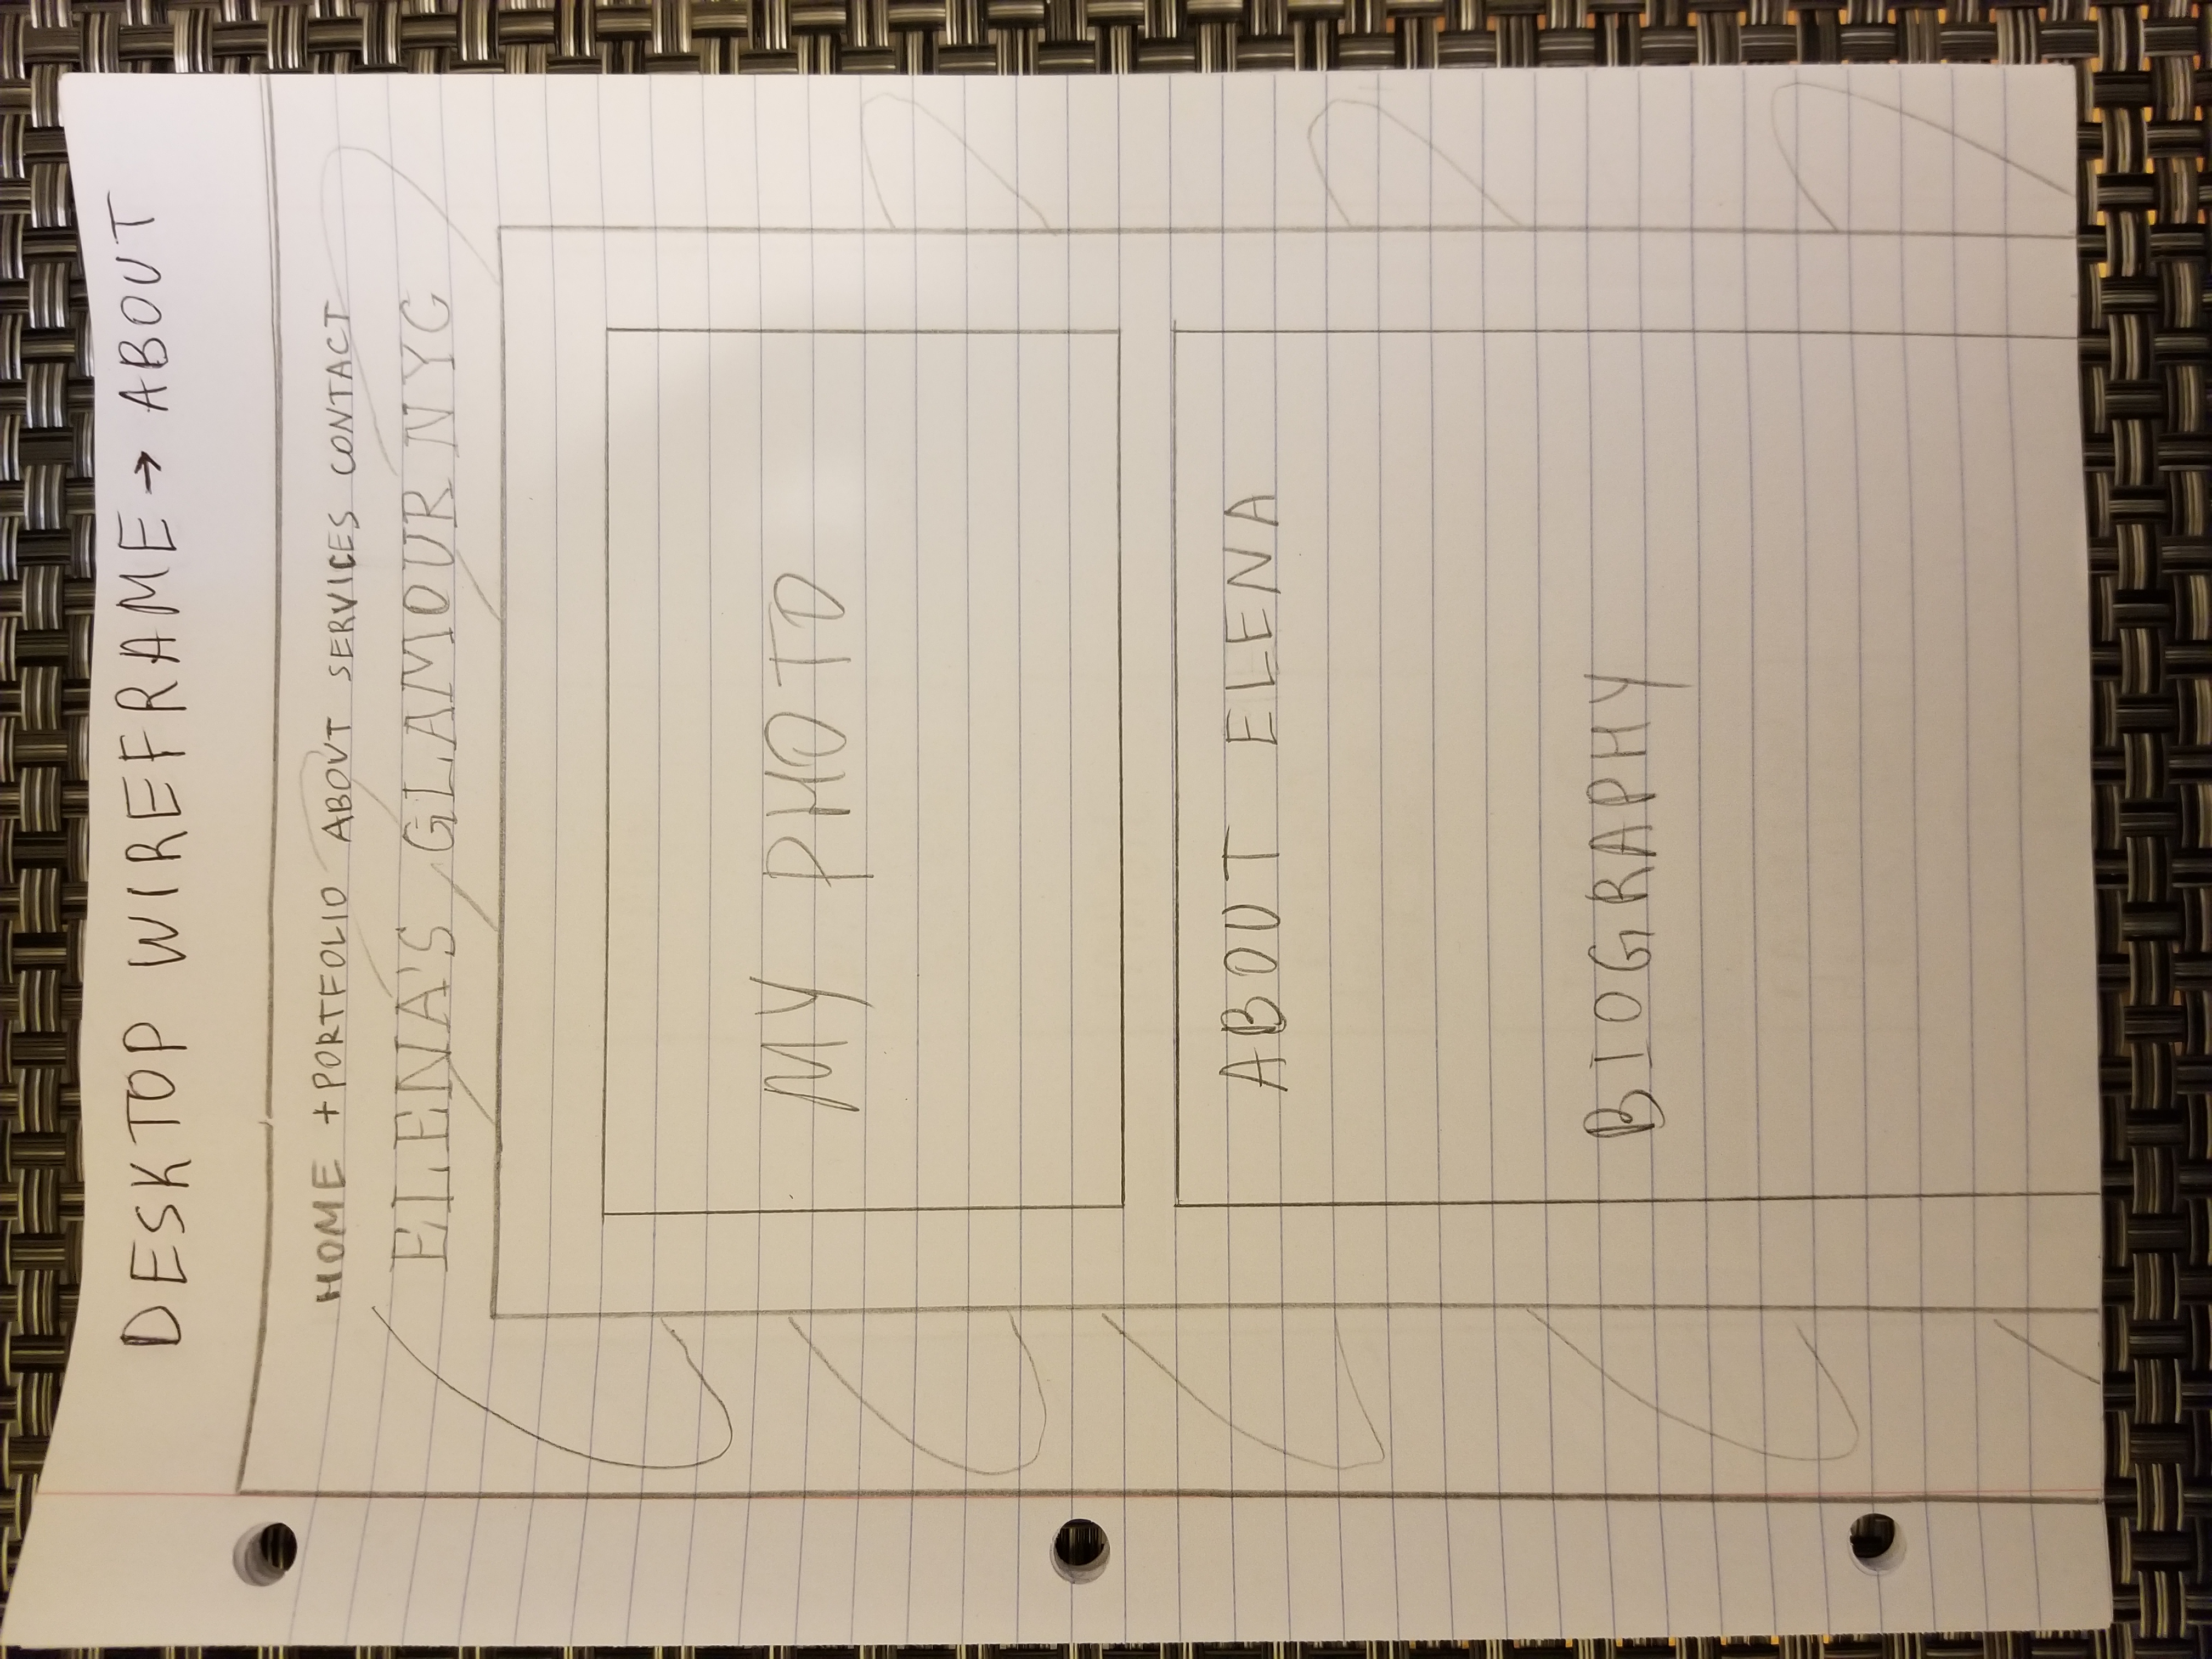 DESKTOP WIREFRAME → ABOUT
HOME +PORTFOLIO ABOUT SERVICES CONTACT
ELENA'S GLAMOUR NYC
MY PHOTO
ABOUT ELENA
BIOGRAPHY